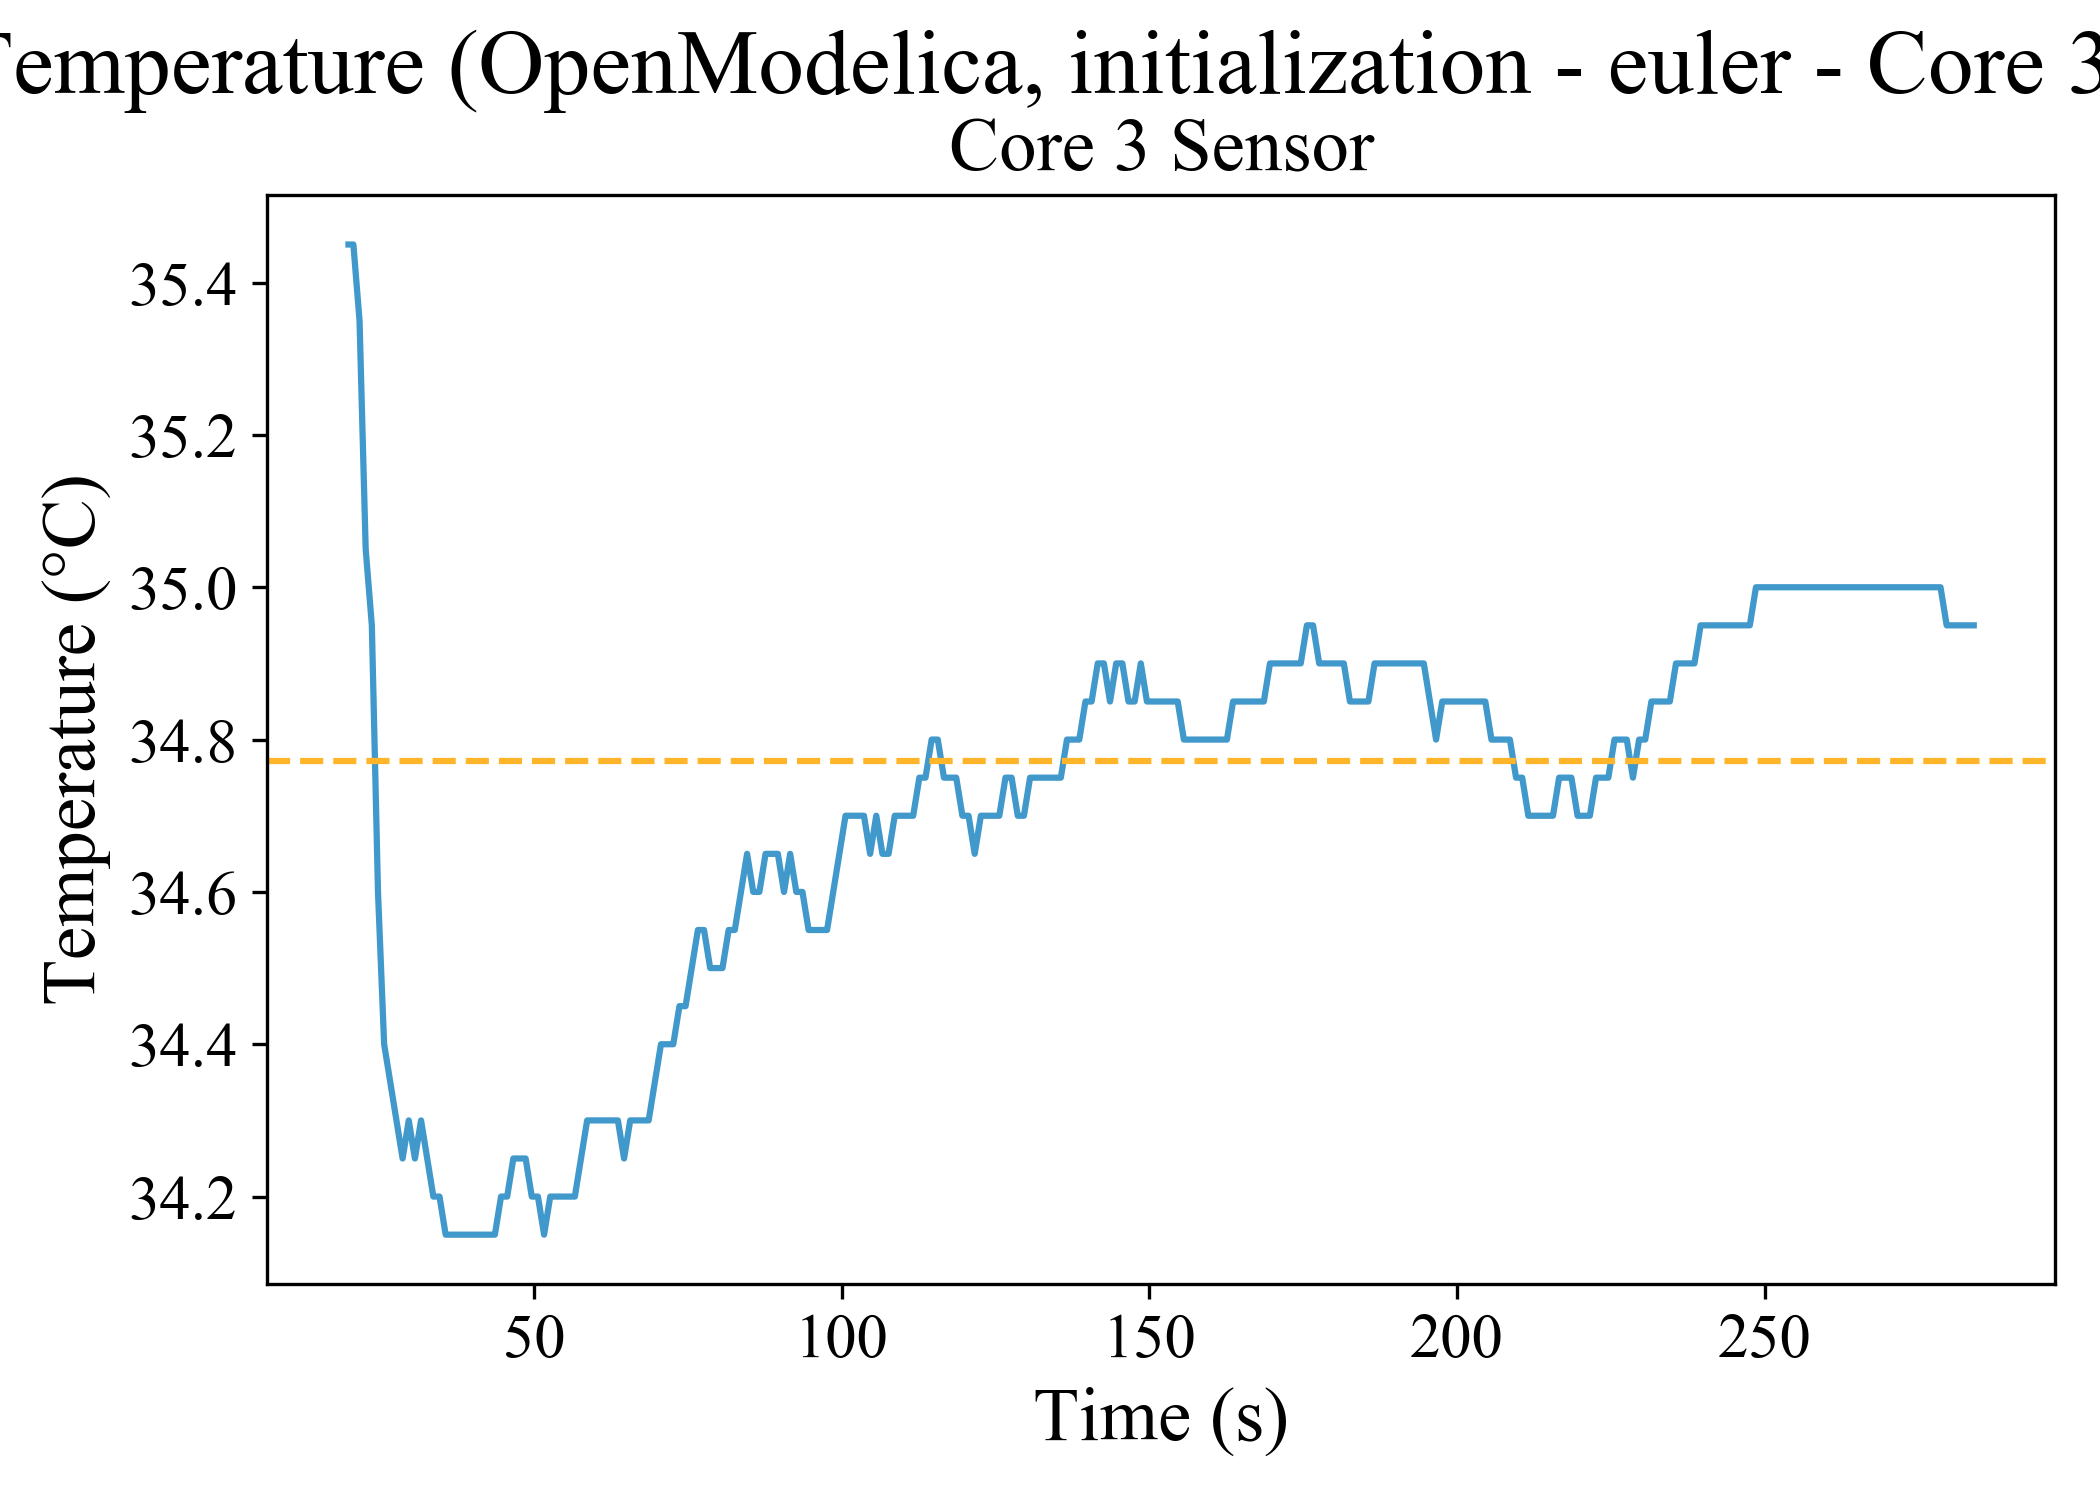 Temperature (OpenModelica, initialization - euler - Core 3
Core 3 Sensor
Temperature (°C)
35.4
35.2
35.0
34.8
34.6
34.4
34.2
50 100 150 200 250
Time (s)